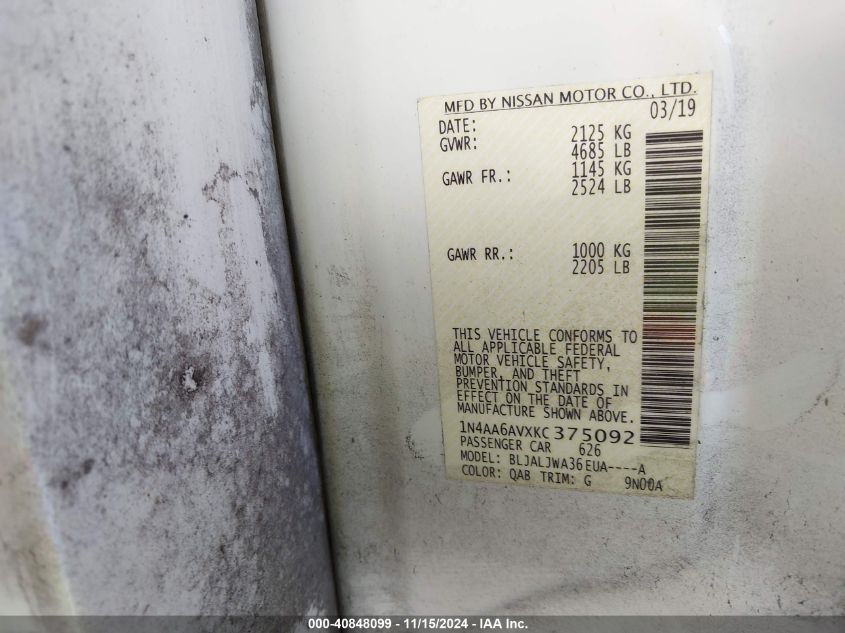 MFD BY NISSAN MOTOR CO., LTD.
DATE: 03/19
GVWR: 2125 KG
4685 LB
GAWR FR.: 1145 KG
2524 LB
GAWR RR.: 1000 KG
2205 LB
THIS VEHICLE CONFORMS TO
ALL APPLICABLE FEDERAL
MOTOR VEHICLE SAFETY,
BUMPER, AND THEFT
PREVENTION STANDARDS IN
EFFECT ON THE DATE OF
MANUFACTURE SHOWN ABOVE.
1N4AA6AVXKC375092
PASSENGER CAR 626
MODEL: BLJALJWA36EUA----A
COLOR: QAB TRIM: G 9N00A
000-40848099 - 11/15/2024 - IAA Inc.